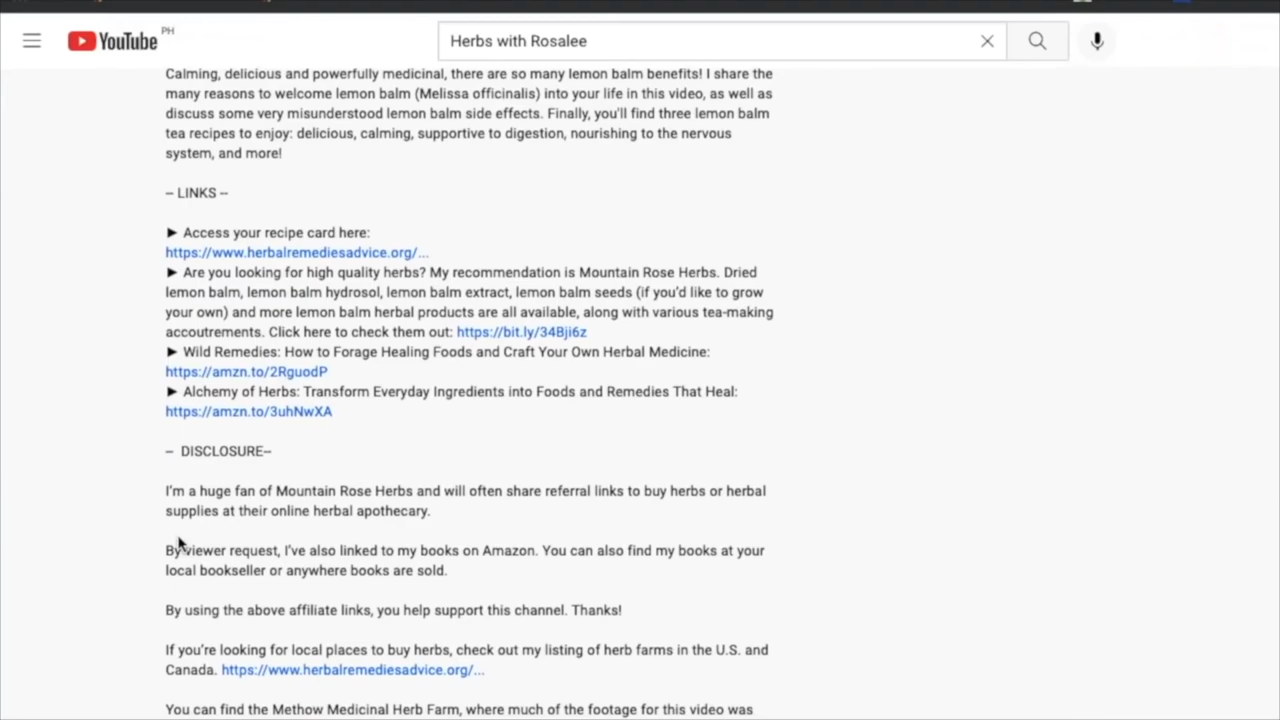 YouTube PH
Herbs with Rosalee
Calming, delicious and powerfully medicinal, there are so many lemon balm benefits! I share the
many reasons to welcome lemon balm (Melissa officinalis) into your life in this video, as well as
discuss some very misunderstood lemon balm side effects. Finally, you'll find three lemon balm
tea recipes to enjoy: delicious, calming, supportive to digestion, nourishing to the nervous
system, and more!
-- LINKS --
► Access your recipe card here:
https://www.herbalremediesadvice.org/...
► Are you looking for high quality herbs? My recommendation is Mountain Rose Herbs. Dried
lemon balm, lemon balm hydrosol, lemon balm extract, lemon balm seeds (if you'd like to grow
your own) and more lemon balm herbal products are all available, along with various tea-making
accoutrements. Click here to check them out: https://bit.ly/34Bji6z
► Wild Remedies: How to Forage Healing Foods and Craft Your Own Herbal Medicine:
https://amzn.to/2RguodP
► Alchemy of Herbs: Transform Everyday Ingredients into Foods and Remedies That Heal:
https://amzn.to/3uhNwXA
-- DISCLOSURE--
I'm a huge fan of Mountain Rose Herbs and will often share referral links to buy herbs or herbal
supplies at their online herbal apothecary.
By viewer request, I've also linked to my books on Amazon. You can also find my books at your
local bookseller or anywhere books are sold.
By using the above affiliate links, you help support this channel. Thanks!
If you're looking for local places to buy herbs, check out my listing of herb farms in the U.S. and
Canada. https://www.herbalremediesadvice.org/...
You can find the Methow Medicinal Herb Farm, where much of the footage for this video was